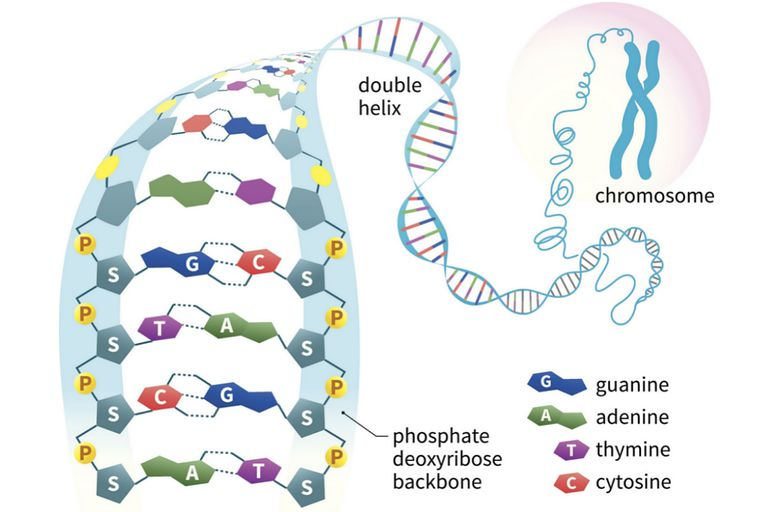 double
helix
chromosome
P P
S G C S
P P
S T A S
P P
S C G S
P P
S A T S
phosphate
deoxyribose
backbone
G guanine
A adenine
T thymine
C cytosine